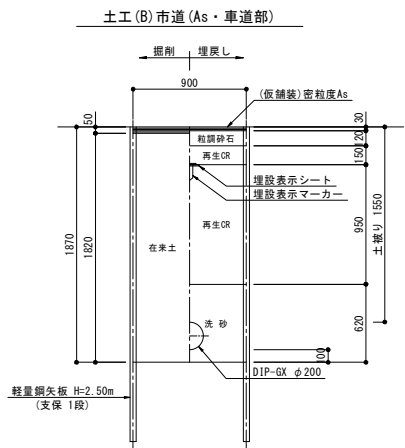 土工(B)市道(As・車道部)
掘削 埋戻し
900
(仮舗装)密粒度As
50
30
粒調砕石
120
再生CR
150
埋設表示シート
埋設表示マーカー
1870
1820
在来土
再生CR
950
土被り 1550
洗砂
620
100
DIP-GX φ200
軽量鋼矢板 H=2.50m
(支保 1段)